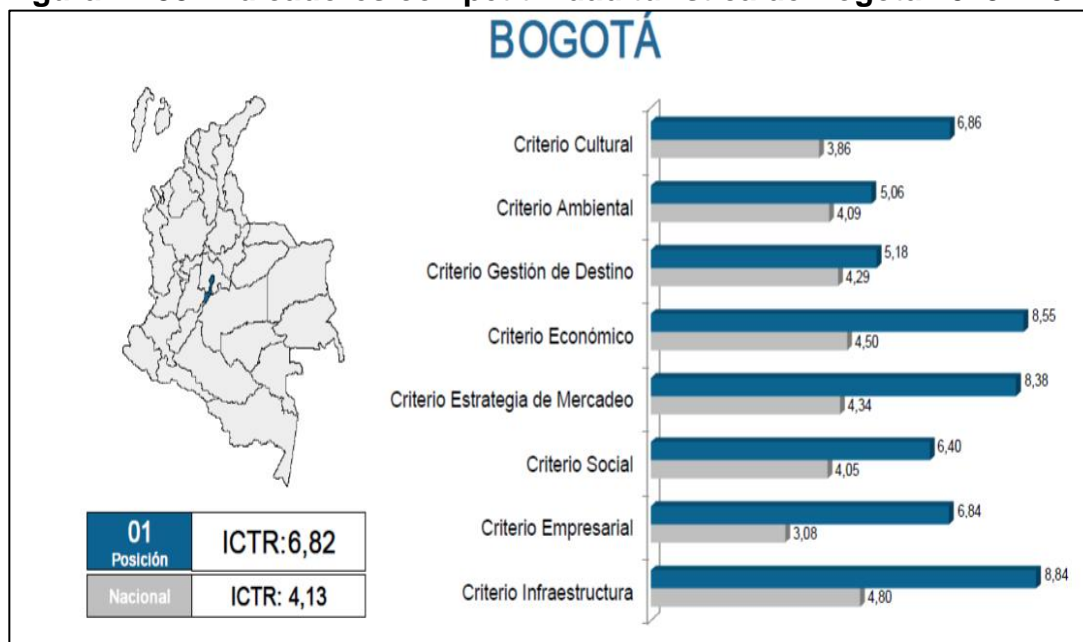 BOGOTÁ
Criterio Cultural
6,86
3,86
Criterio Ambiental
5,06
4,09
Criterio Gestión de Destino
5,18
4,29
Criterio Económico
8,55
4,50
Criterio Estrategia de Mercadeo
8,38
4,34
Criterio Social
6,40
4,05
Criterio Empresarial
6,84
3,08
Criterio Infraestructura
8,84
4,80
01
Posición
ICTR:6,82
Nacional
ICTR: 4,13